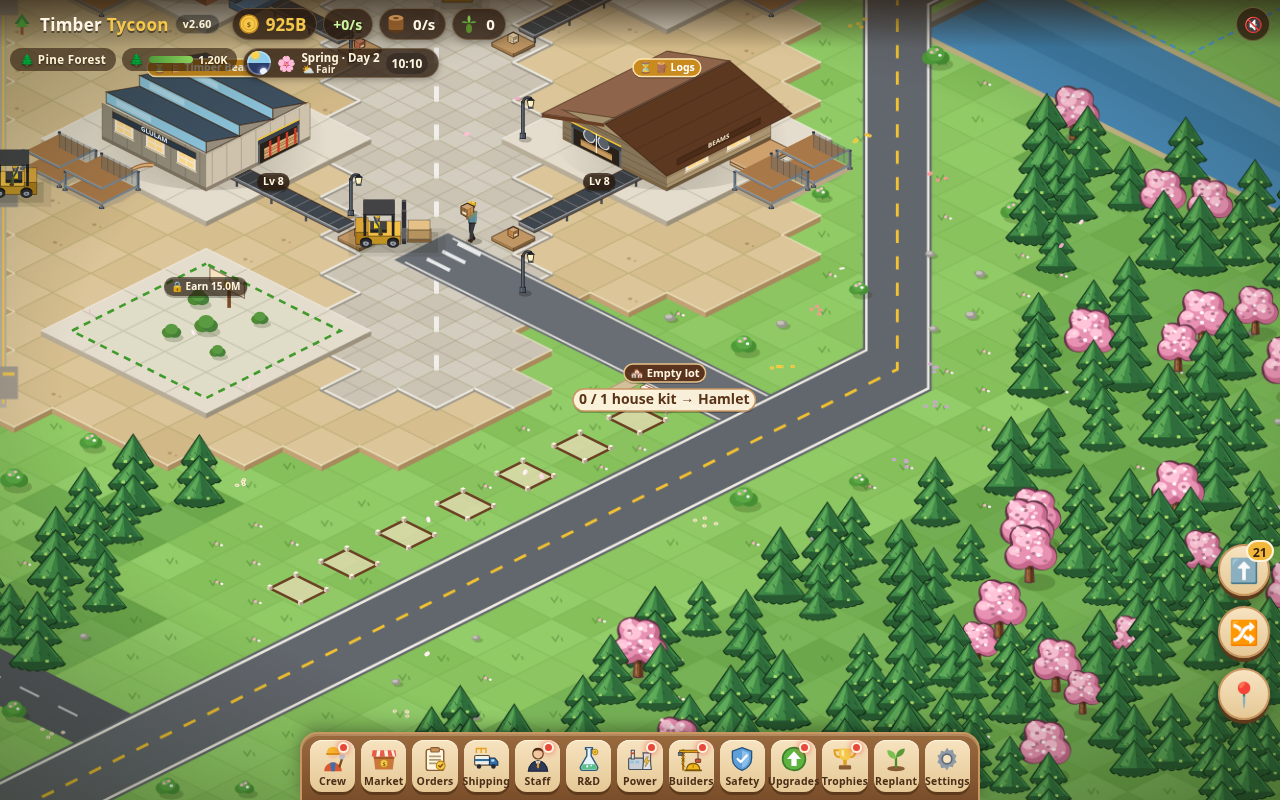 Timber Tycoon
v2.60
925B
+0/s
0/s
0
Pine Forest
1.20K
Spring · Day 2
Fair
10:10
Logs
GLULAM
BEAMS
Lv 8
Lv 8
Earn 15.0M
Empty lot
0 / 1 house kit → Hamlet
21
Crew
Market
Orders
Shipping
Staff
R&D
Power
Builders
Safety
Upgrades
Trophies
Replant
Settings